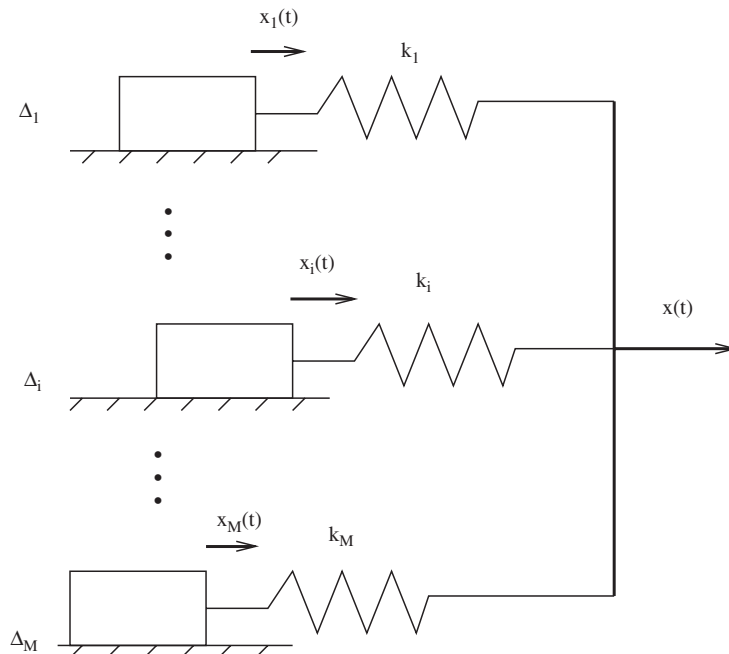 x₁(t)
k₁
Δ₁
xᵢ(t)
kᵢ
x(t)
Δᵢ
x_M(t)
k_M
Δ_M